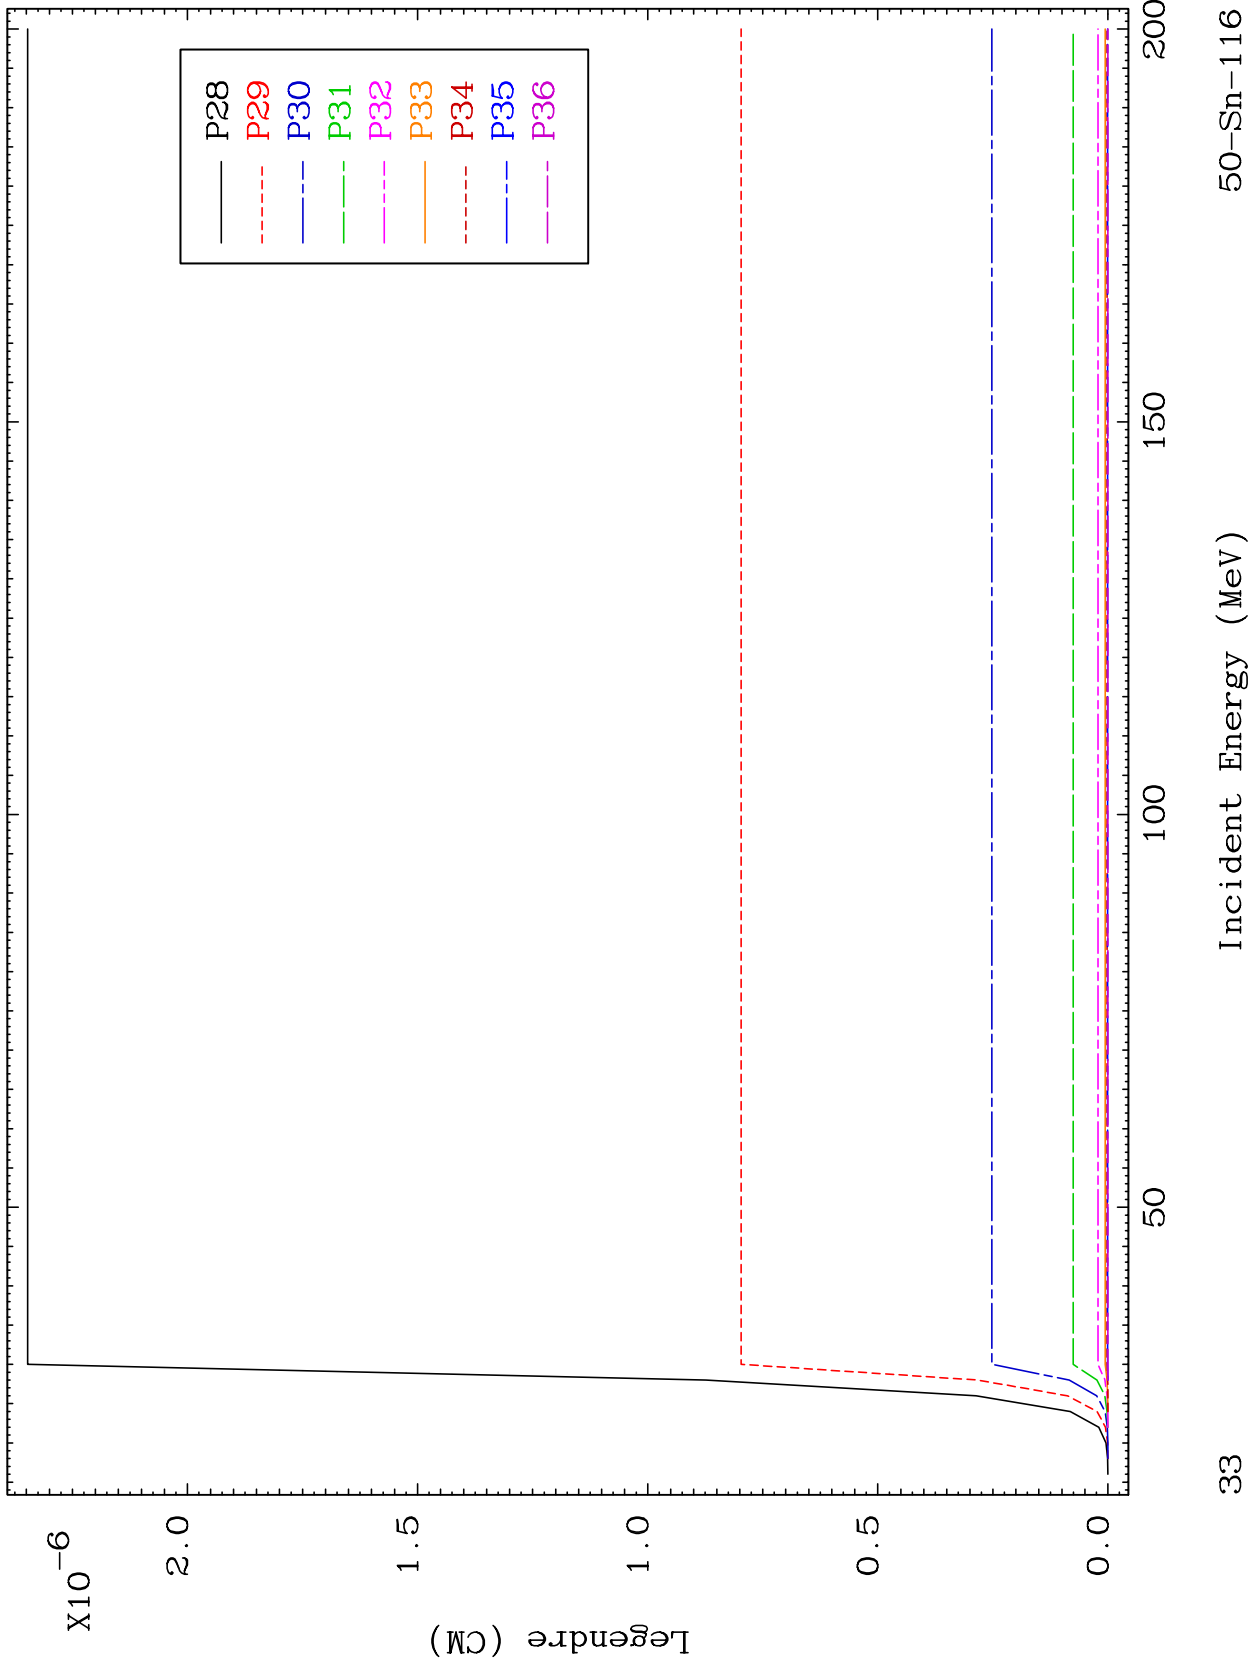 X10-6
2.0
1.5
1.0
0.5
0.0
Legendre (CM)
P28
P29
P30
P31
P32
P33
P34
P35
P36
50
100
150
200
Incident Energy (MeV)
33
50-Sn-116